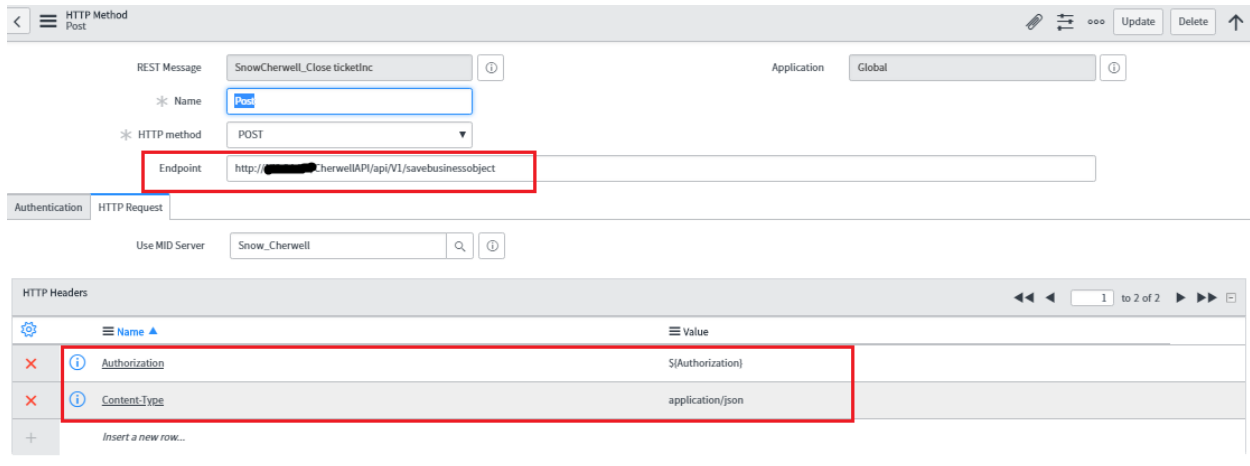 HTTP Method
Post
Update Delete
REST Message SnowCherwell_Close ticketInc Application Global
Name Post
HTTP method POST
Endpoint http://CherwellAPI/api/V1/savebusinessobject
Authentication HTTP Request
Use MID Server Snow_Cherwell
HTTP Headers 1 to 2 of 2
Name Value
Authorization ${Authorization}
Content-Type application/json
Insert a new row...